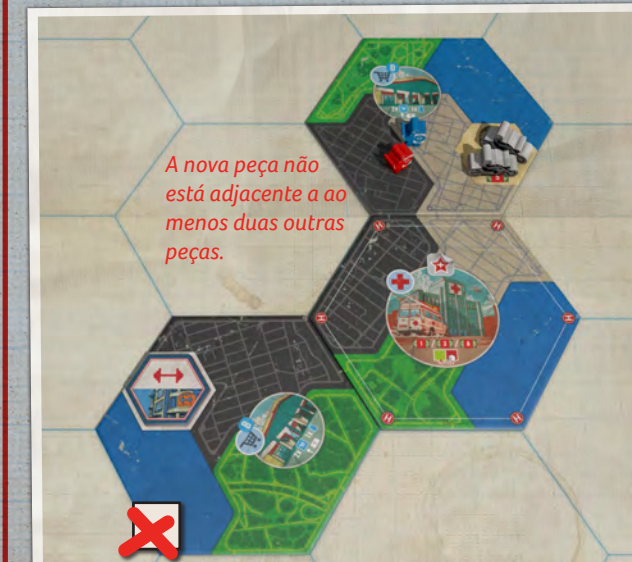 A nova peça não
está adjacente a ao
menos duas outras
peças.
H H
H H
H H